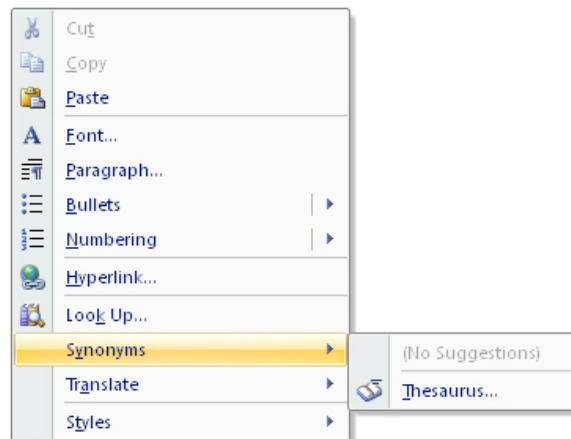 Cut
Copy
Paste
Font...
Paragraph...
Bullets
Numbering
Hyperlink...
Look Up...
Synonyms
(No Suggestions)
Translate
Thesaurus...
Styles